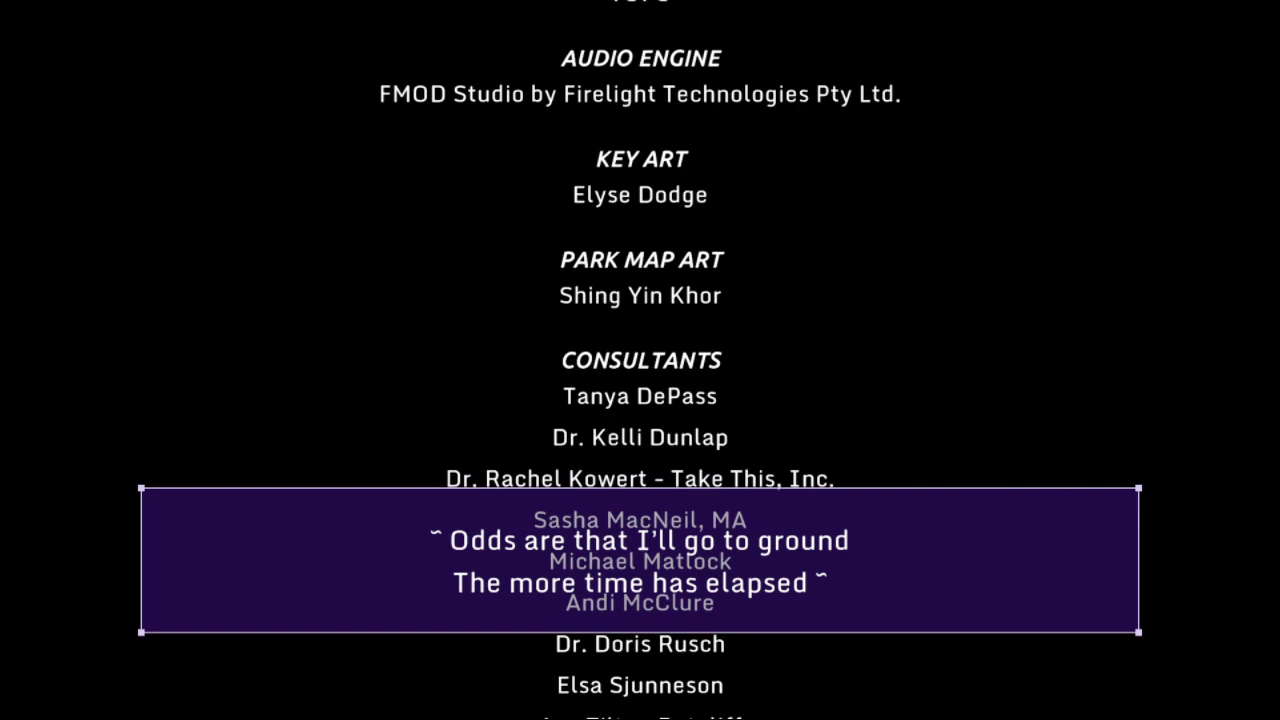 AUDIO ENGINE
FMOD Studio by Firelight Technologies Pty Ltd.
KEY ART
Elyse Dodge
PARK MAP ART
Shing Yin Khor
CONSULTANTS
Tanya DePass
Dr. Kelli Dunlap
Dr. Rachel Kowert - Take This, Inc.
Sasha MacNeil, MA
~ Odds are that I'll go to ground
Michael Matlock
The more time has elapsed ~
Andi McClure
Dr. Doris Rusch
Elsa Sjunneson